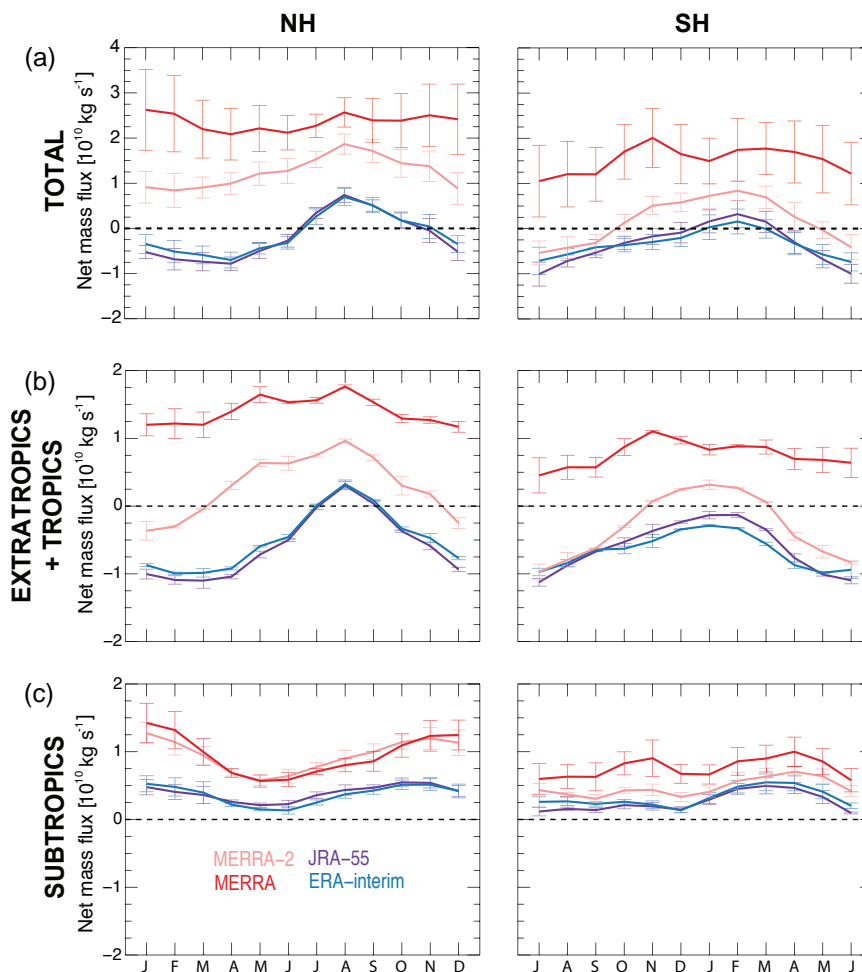 NH SH
(a)
TOTAL
Net mass flux [10¹⁰ kg s⁻¹]
4
3
2
1
0
−1
−2
(b)
EXTRATROPICS
+ TROPICS
Net mass flux [10¹⁰ kg s⁻¹]
2
1
0
−1
−2
(c)
SUBTROPICS
Net mass flux [10¹⁰ kg s⁻¹]
2
1
0
−1
−2
MERRA−2 JRA−55
MERRA ERA−interim
J F M A M J J A S O N D
J A S O N D J F M A M J